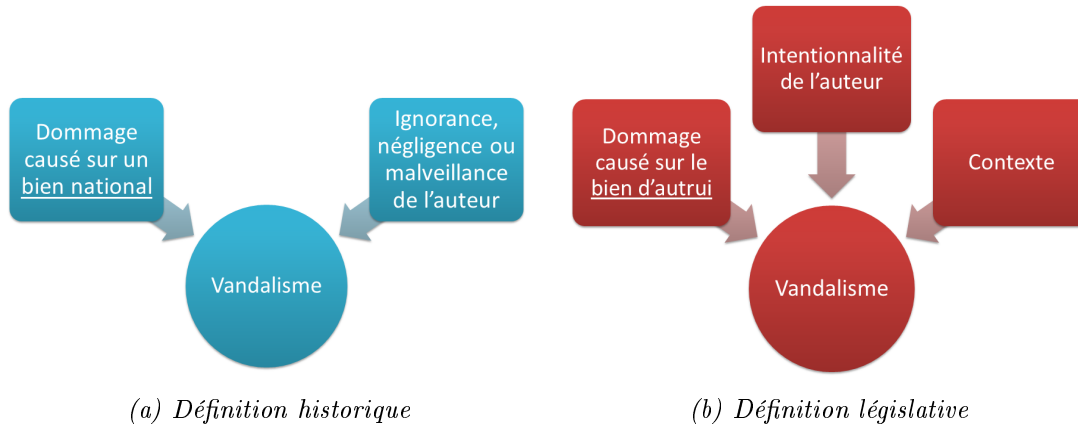 Dommage
causé sur un
bien national
Ignorance,
négligence ou
malveillance
de l'auteur
Vandalisme
(a) Définition historique
Intentionnalité
de l'auteur
Dommage
causé sur le
bien d'autrui
Contexte
Vandalisme
(b) Définition législative